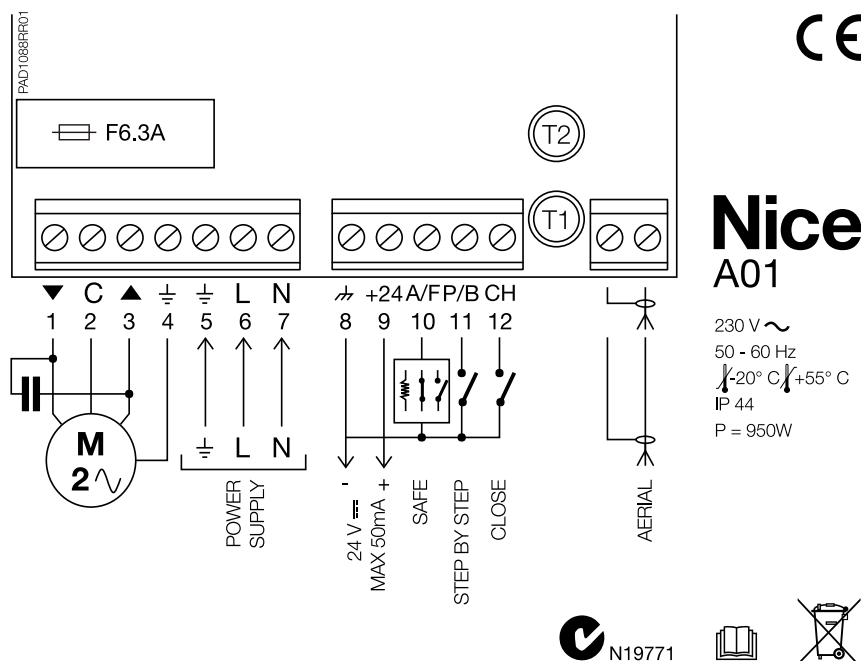 PAD1088RR01
CE
F6.3A
T2
T1
Nice
A01
C L N +24 A/F P/B CH
1 2 3 4 5 6 7 8 9 10 11 12
230 V
50 - 60 Hz
-20° C +55° C
IP 44
P = 950W
M
2
L N
POWER
SUPPLY
24 V -
MAX 50mA +
SAFE
STEP BY STEP
CLOSE
AERIAL
N19771